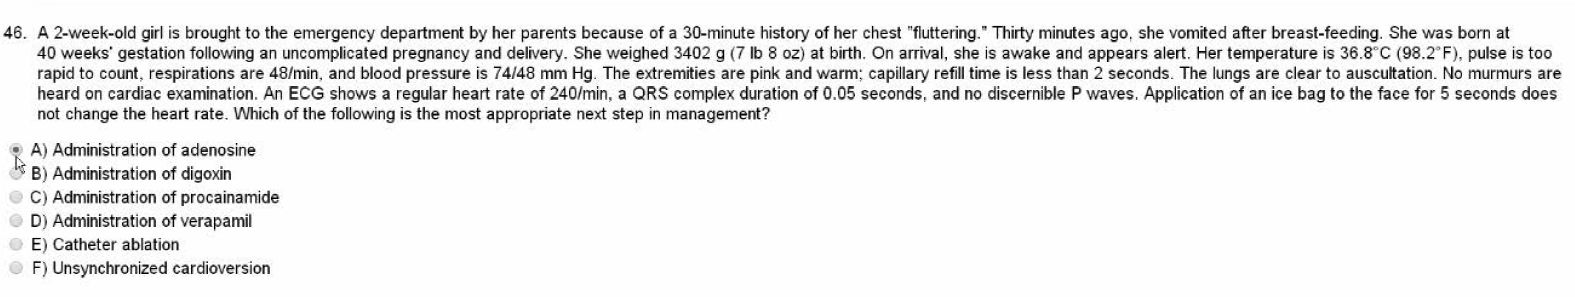 46. A 2-week-old girl is brought to the emergency department by her parents because of a 30-minute history of her chest "fluttering." Thirty minutes ago, she vomited after breast-feeding. She was born at
40 weeks' gestation following an uncomplicated pregnancy and delivery. She weighed 3402 g (7 lb 8 oz) at birth. On arrival, she is awake and appears alert. Her temperature is 36.8°C (98.2°F), pulse is too
rapid to count, respirations are 48/min, and blood pressure is 74/48 mm Hg. The extremities are pink and warm; capillary refill time is less than 2 seconds. The lungs are clear to auscultation. No murmurs are
heard on cardiac examination. An ECG shows a regular heart rate of 240/min, a QRS complex duration of 0.05 seconds, and no discernible P waves. Application of an ice bag to the face for 5 seconds does
not change the heart rate. Which of the following is the most appropriate next step in management?
A) Administration of adenosine
B) Administration of digoxin
C) Administration of procainamide
D) Administration of verapamil
E) Catheter ablation
F) Unsynchronized cardioversion